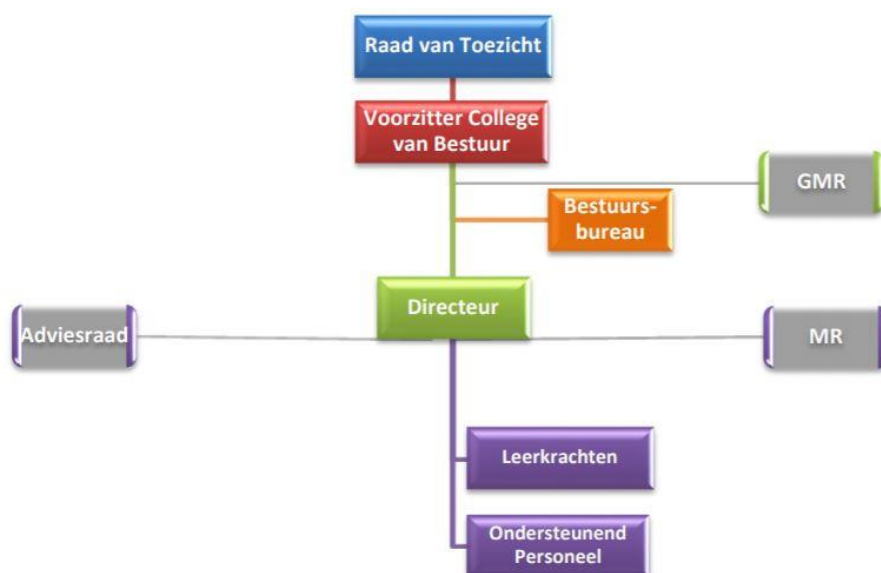 Raad van Toezicht
Voorzitter College
van Bestuur
GMR
Bestuurs-
bureau
Directeur
Adviesraad
MR
Leerkrachten
Ondersteunend
Personeel